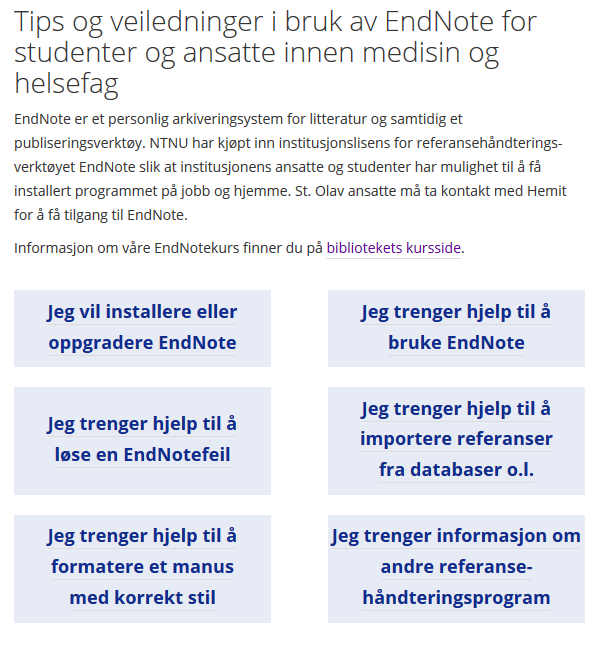 Tips og veiledninger i bruk av EndNote for
studenter og ansatte innen medisin og
helsefag
EndNote er et personlig arkiveringsystem for litteratur og samtidig et
publiseringsverktøy. NTNU har kjøpt inn institusjonslisens for referansehåndterings-
verktøyet EndNote slik at institusjonens ansatte og studenter har mulighet til å få
installert programmet på jobb og hjemme. St. Olav ansatte må ta kontakt med Hemit
for å få tilgang til EndNote.
Informasjon om våre EndNotekurs finner du på bibliotekets kursside.
Jeg vil installere eller
oppgradere EndNote
Jeg trenger hjelp til å
bruke EndNote
Jeg trenger hjelp til å
løse en EndNotefeil
Jeg trenger hjelp til å
importere referanser
fra databaser o.l.
Jeg trenger hjelp til å
formatere et manus
med korrekt stil
Jeg trenger informasjon om
andre referanse-
håndteringsprogram